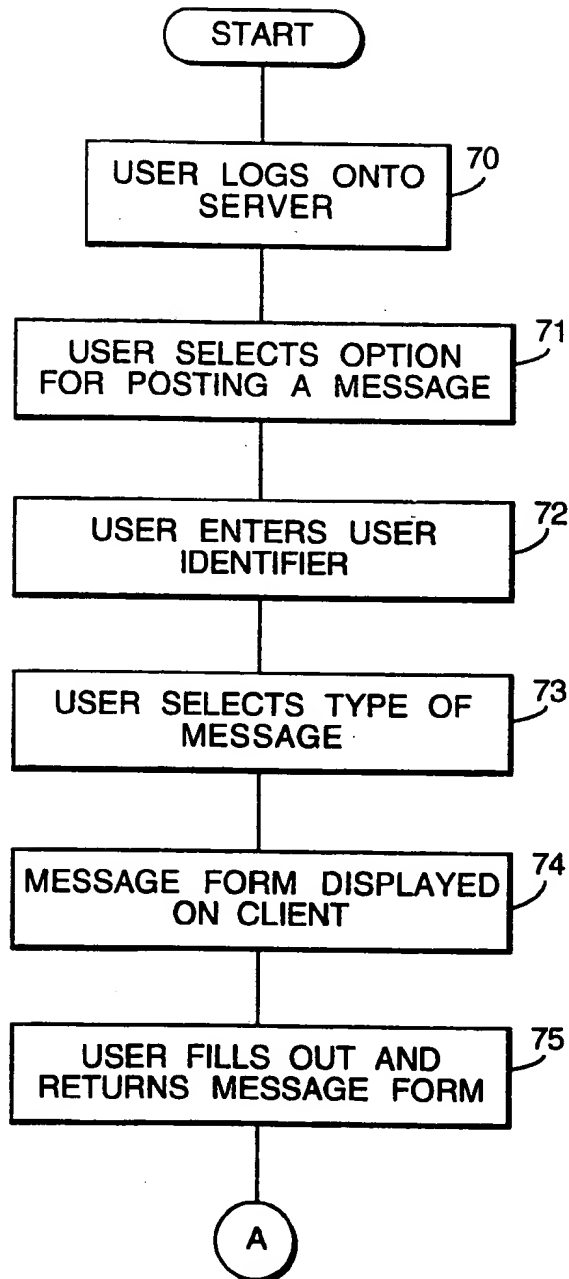 START
70
USER LOGS ONTO
SERVER
71
USER SELECTS OPTION
FOR POSTING A MESSAGE
72
USER ENTERS USER
IDENTIFIER
73
USER SELECTS TYPE OF
MESSAGE
74
MESSAGE FORM DISPLAYED
ON CLIENT
75
USER FILLS OUT AND
RETURNS MESSAGE FORM
A